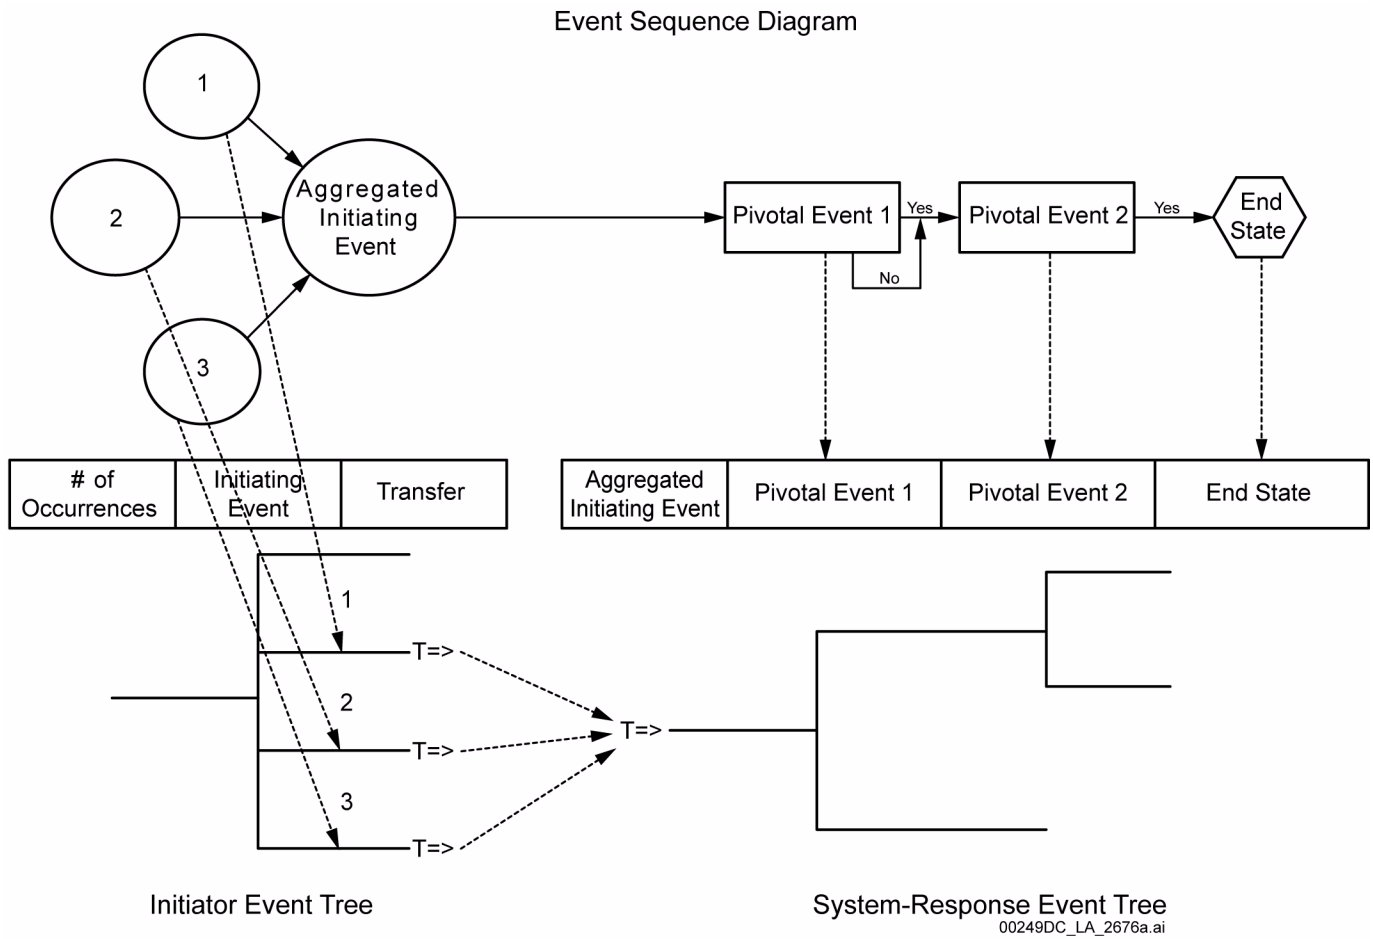 Event Sequence Diagram
1
2
3
Aggregated
Initiating
Event
Pivotal Event 1
Yes
No
Pivotal Event 2
Yes
End
State
# of
Occurrences
Initiating
Event
Transfer
Aggregated
Initiating Event
Pivotal Event 1
Pivotal Event 2
End State
1
T=>
2
T=>
3
T=>
T=>
Initiator Event Tree
System-Response Event Tree
00249DC_LA_2676a.ai